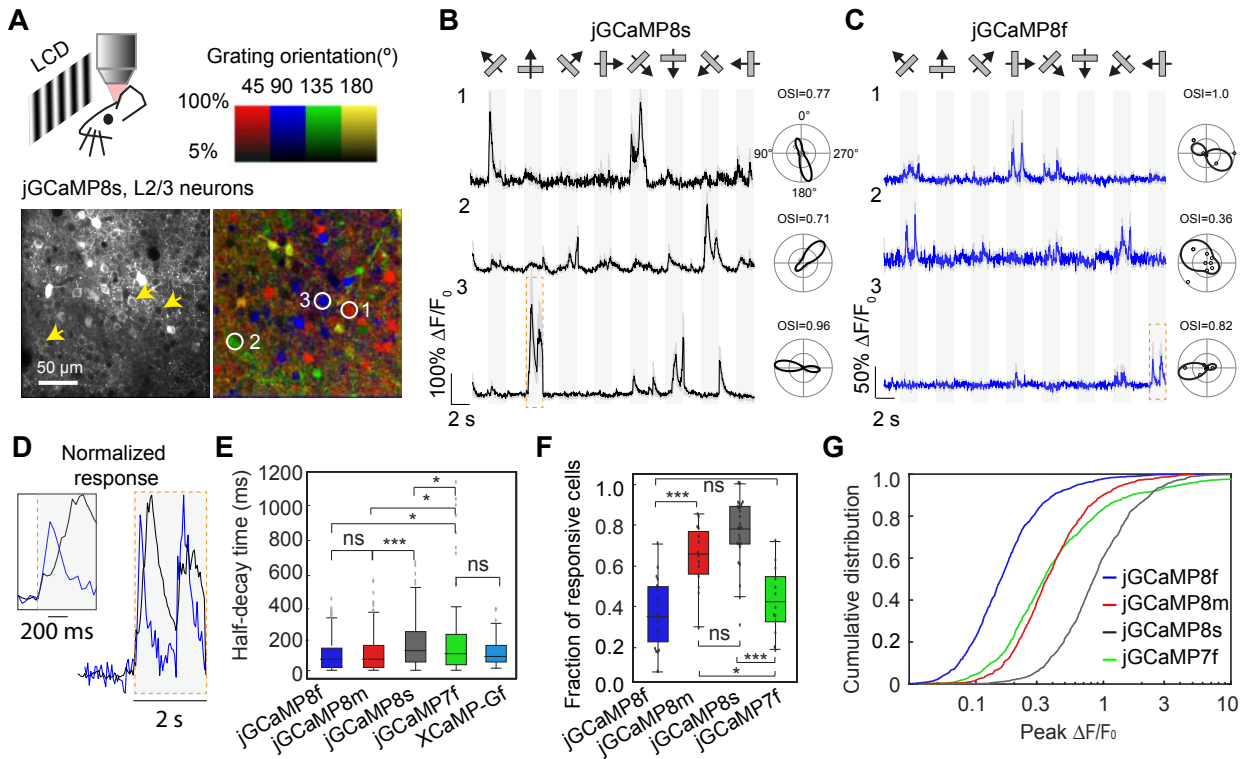 A
LCD
Grating orientation(º)
45 90 135 180
100%
5%
jGCaMP8s, L2/3 neurons
50 µm
3
1
2
B
jGCaMP8s
1
2
3
100% ΔF/F0
2 s
OSI=0.77
0°
90° 270°
180°
OSI=0.71
OSI=0.96
C
jGCaMP8f
1
2
3
50% ΔF/F0
2 s
OSI=1.0
OSI=0.36
OSI=0.82
D
Normalized
response
200 ms
2 s
E
Half-decay time (ms)
1200
1000
800
600
400
200
0
*
*
*
ns
***
ns
jGCaMP8f
jGCaMP8m
jGCaMP8s
jGCaMP7f
XCaMP-Gf
F
Fraction of responsive cells
1.0
0.8
0.6
0.4
0.2
0.0
ns
***
ns
***
*
jGCaMP8f
jGCaMP8m
jGCaMP8s
jGCaMP7f
G
Cumulative distribution
1.0
0.8
0.6
0.4
0.2
0
0.1 0.3 1 3 10
Peak ΔF/F0
jGCaMP8f
jGCaMP8m
jGCaMP8s
jGCaMP7f